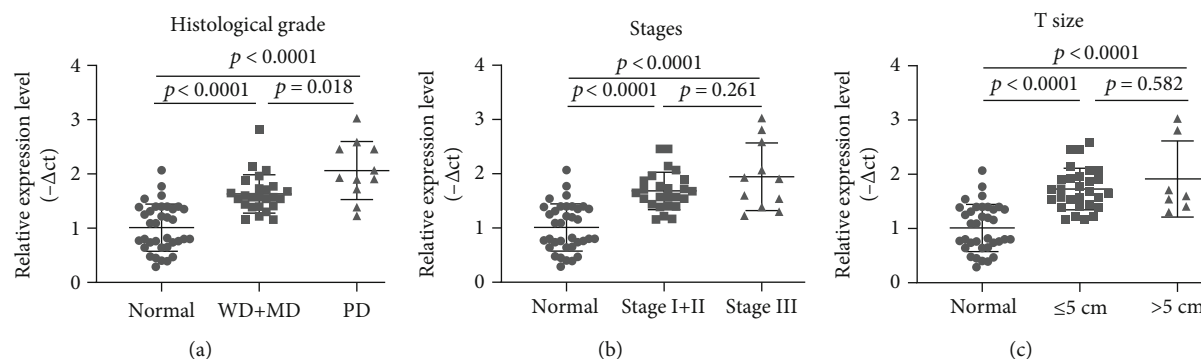 Histological grade
p < 0.0001
p < 0.0001
p = 0.018
Relative expression level
(−Δct)
4
3
2
1
0
Normal
WD+MD
PD
(a)
Stages
p < 0.0001
p < 0.0001
p = 0.261
Relative expression level
(−Δct)
4
3
2
1
0
Normal
Stage I+II
Stage III
(b)
T size
p < 0.0001
p < 0.0001
p = 0.582
Relative expression level
(−Δct)
4
3
2
1
0
Normal
≤5 cm
>5 cm
(c)